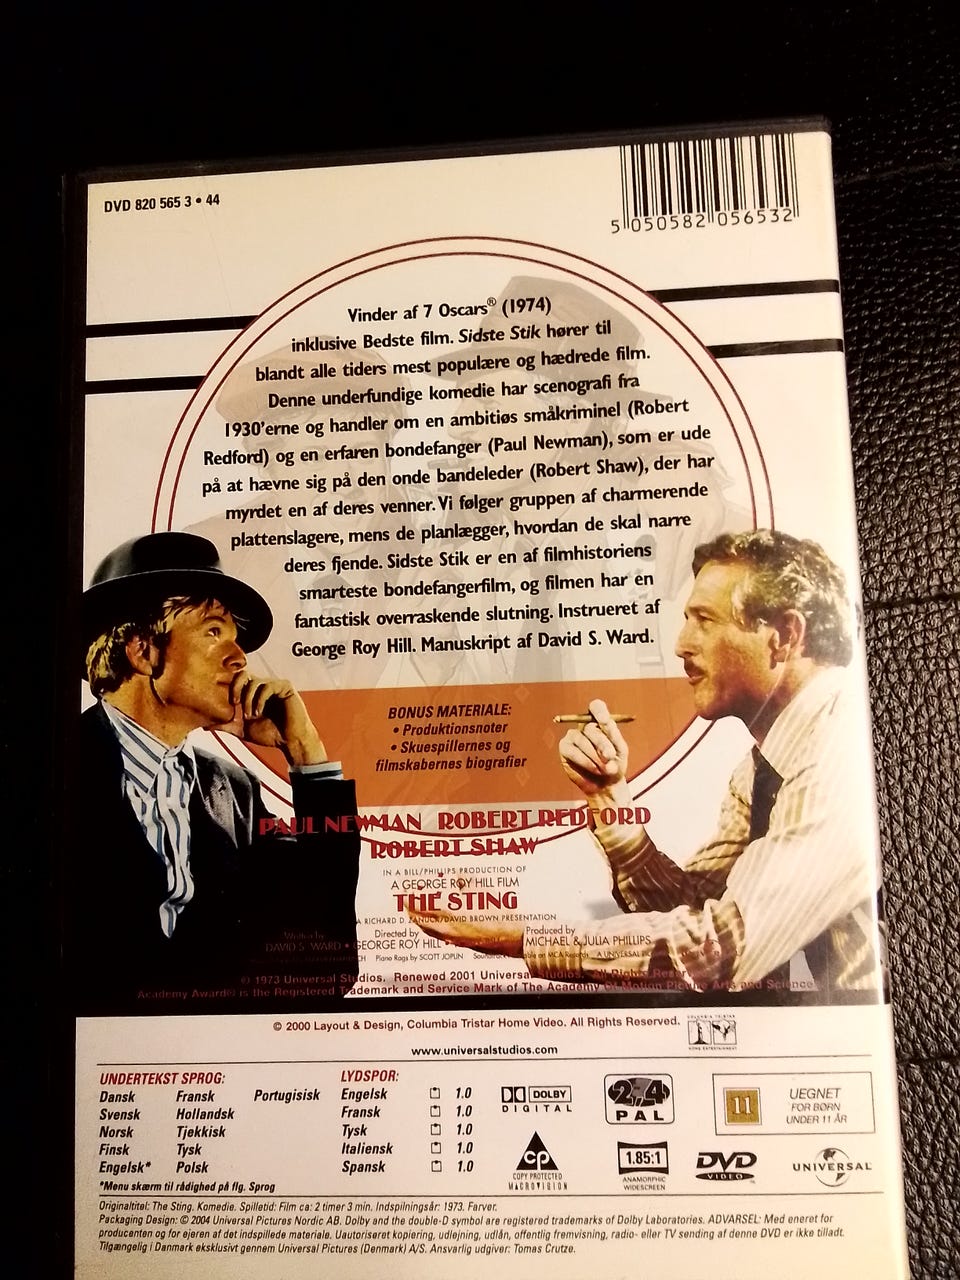 DVD 820 565 3 • 44
5 050582 056532
Vinder af 7 Oscars® (1974)
inklusive Bedste film. Sidste Stik hører til
blandt alle tiders mest populære og hædrede film.
Denne underfundige komedie har scenografi fra
1930'erne og handler om en ambitiøs småkriminel (Robert
Redford) og en erfaren bondefanger (Paul Newman), som er ude
på at hævne sig på den onde bandeleder (Robert Shaw), der har
myrdet en af deres venner. Vi følger gruppen af charmerende
plattenslagere, mens de planlægger, hvordan de skal narre
deres fjende. Sidste Stik er en af filmhistoriens
smarteste bondefangerfilm, og filmen har en
fantastisk overraskende slutning. Instrueret af
George Roy Hill. Manuskript af David S. Ward.
BONUS MATERIALE:
• Produktionsnoter
• Skuespillernes og
filmskabernes biografier
PAUL NEWMAN ROBERT REDFORD
ROBERT SHAW
IN A BILL/PHILLIPS PRODUCTION OF
A GEORGE ROY HILL FILM
THE STING
A RICHARD D. ZANUCK/DAVID BROWN PRESENTATION
Written by Directed by Produced by
DAVID S. WARD • GEORGE ROY HILL • MICHAEL & JULIA PHILLIPS
Piano Rags by SCOTT JOPLIN on MCA Records A UNIVERSAL
© 1973 Universal Studios. Renewed 2001 Universal Studios. All Rights Reser
Academy Award® is the Registered Trademark and Service Mark of The Academy Of Motion Picture Arts and Science
© 2000 Layout & Design, Columbia Tristar Home Video. All Rights Reserved.
COLUMBIA TRISTAR
HOME ENTERTAINMENT
www.universalstudios.com
UNDERTEKST SPROG:
Dansk Fransk Portugisisk
Svensk Hollandsk
Norsk Tjekkisk
Finsk Tysk
Engelsk* Polsk
*Menu skærm til rådighed på flg. Sprog
LYDSPOR:
Engelsk 1.0
Fransk 1.0
Tysk 1.0
Italiensk 1.0
Spansk 1.0
DOLBY
DIGITAL
2,4
PAL
11
UEGNET
FOR BØRN
UNDER 11 ÅR
CP
COPY PROTECTED
MACROVISION
1.85:1
ANAMORPHIC
WIDESCREEN
DVD
VIDEO
UNIVERSAL
Originaltitel: The Sting. Komedie. Spilletid: Film ca: 2 timer 3 min. Indspilningsår: 1973. Farver.
Packaging Design: © 2004 Universal Pictures Nordic AB. Dolby and the double-D symbol are registered trademarks of Dolby Laboratories. ADVARSEL: Med eneret for
producenten og for ejeren af det indspillede materiale. Uautoriseret kopiering, udlejning, udlån, offentlig fremvisning, radio- eller TV sending af denne DVD er ikke tilladt.
Tilgængelig i Danmark eksklusivt gennem Universal Pictures (Denmark) A/S. Ansvarlig udgiver: Tomas Crutze.